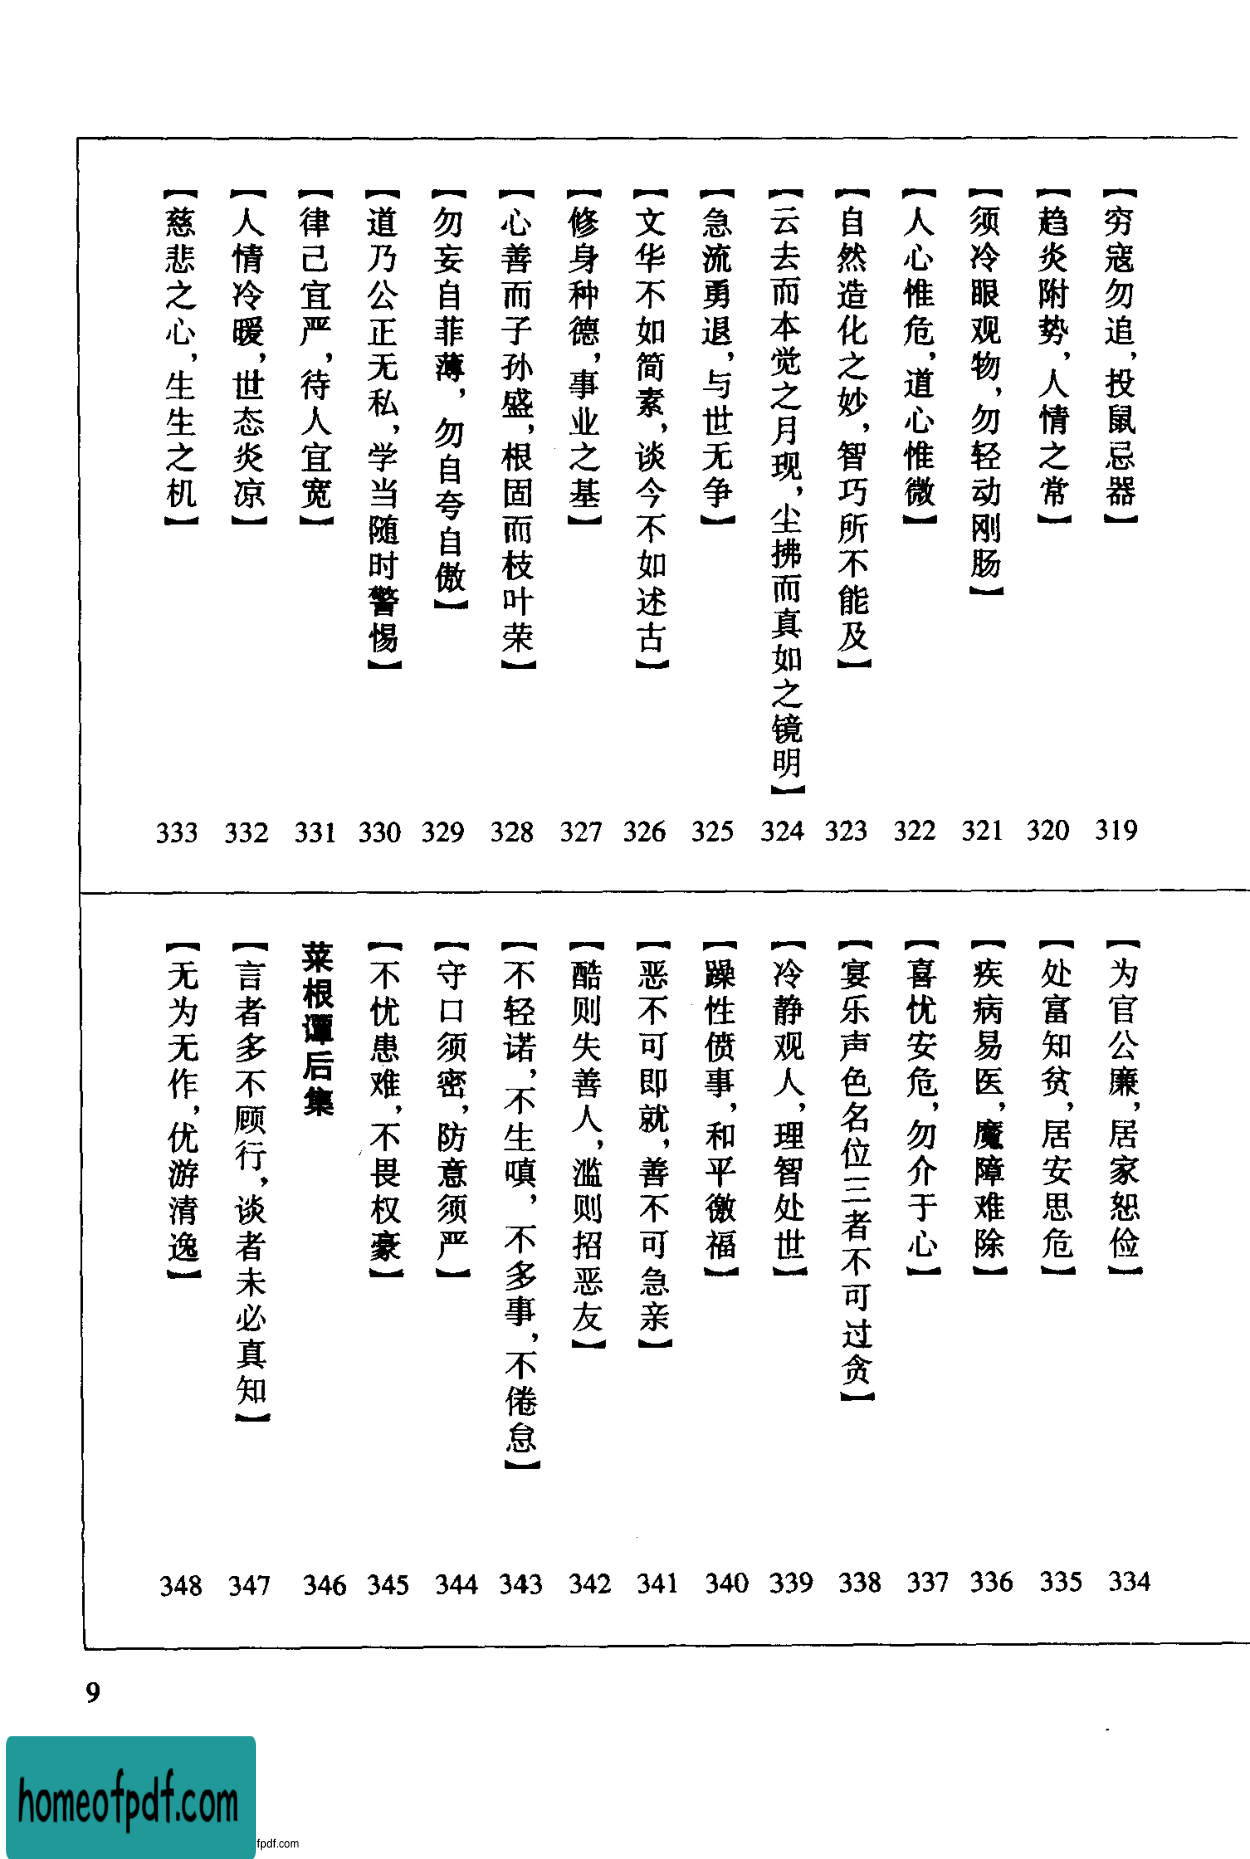 【穷寇勿追，投鼠忌器】 319
【趋炎附势，人情之常】 320
【须冷眼观物，勿轻动刚肠】 321
【人心惟危，道心惟微】 322
【自然造化之妙，智巧所不能及】 323
【云去而本觉之月现，尘拂而真如之镜明】 324
【急流勇退，与世无争】 325
【文华不如简素，谈今不如述古】 326
【修身种德，事业之基】 327
【心善而子孙盛，根固而枝叶荣】 328
【勿妄自菲薄，勿自夸自傲】 329
【道乃公正无私，学当随时警惕】 330
【律己宜严，待人宜宽】 331
【人情冷暖，世态炎凉】 332
【慈悲之心，生生之机】 333
【为官公廉，居家恕俭】 334
【处富知贫，居安思危】 335
【疾病易医，魔障难除】 336
【喜忧安危，勿介于心】 337
【宴乐声色名位三者不可过贪】 338
【冷静观人，理智处世】 339
【躁性偾事，和平徼福】 340
【恶不可即就，善不可急亲】 341
【酷则失善人，滥则招恶友】 342
【不轻诺，不生嗔，不多事，不倦怠】 343
【守口须密，防意须严】 344
【不忧患难，不畏权豪】 345
菜根谭后集 346
【言者多不顾行，谈者未必真知】 347
【无为无作，优游清逸】 348
9
homeofpdf.com
fpdf.com